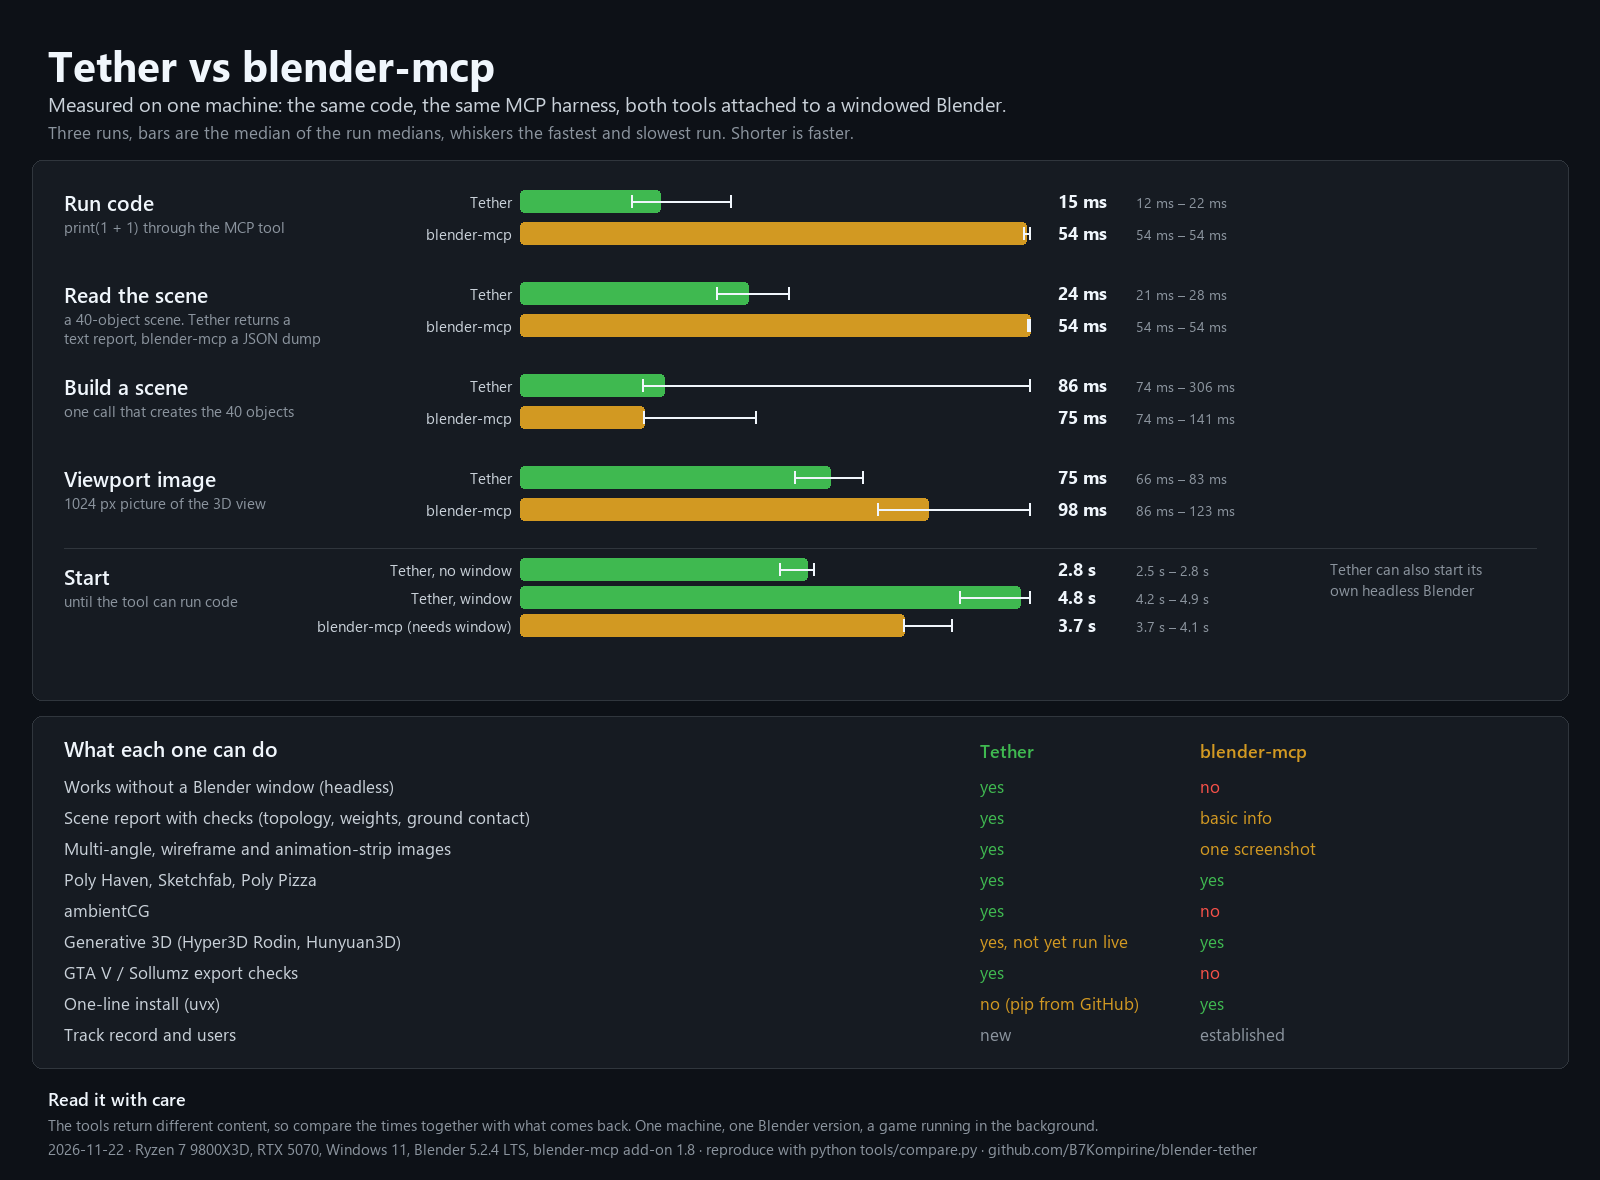 Tether vs blender-mcp
Measured on one machine: the same code, the same MCP harness, both tools attached to a windowed Blender.
Three runs, bars are the median of the run medians, whiskers the fastest and slowest run. Shorter is faster.
Run code
print(1 + 1) through the MCP tool
Tether 15 ms 12 ms – 22 ms
blender-mcp 54 ms 54 ms – 54 ms
Read the scene
a 40-object scene. Tether returns a
text report, blender-mcp a JSON dump
Tether 24 ms 21 ms – 28 ms
blender-mcp 54 ms 54 ms – 54 ms
Build a scene
one call that creates the 40 objects
Tether 86 ms 74 ms – 306 ms
blender-mcp 75 ms 74 ms – 141 ms
Viewport image
1024 px picture of the 3D view
Tether 75 ms 66 ms – 83 ms
blender-mcp 98 ms 86 ms – 123 ms
Start
until the tool can run code
Tether, no window 2.8 s 2.5 s – 2.8 s
Tether, window 4.8 s 4.2 s – 4.9 s
blender-mcp (needs window) 3.7 s 3.7 s – 4.1 s
Tether can also start its
own headless Blender
What each one can do Tether blender-mcp
Works without a Blender window (headless) yes no
Scene report with checks (topology, weights, ground contact) yes basic info
Multi-angle, wireframe and animation-strip images yes one screenshot
Poly Haven, Sketchfab, Poly Pizza yes yes
ambientCG yes no
Generative 3D (Hyper3D Rodin, Hunyuan3D) yes, not yet run live yes
GTA V / Sollumz export checks yes no
One-line install (uvx) no (pip from GitHub) yes
Track record and users new established
Read it with care
The tools return different content, so compare the times together with what comes back. One machine, one Blender version, a game running in the background.
2026-11-22 · Ryzen 7 9800X3D, RTX 5070, Windows 11, Blender 5.2.4 LTS, blender-mcp add-on 1.8 · reproduce with python tools/compare.py · github.com/B7Kompirine/blender-tether